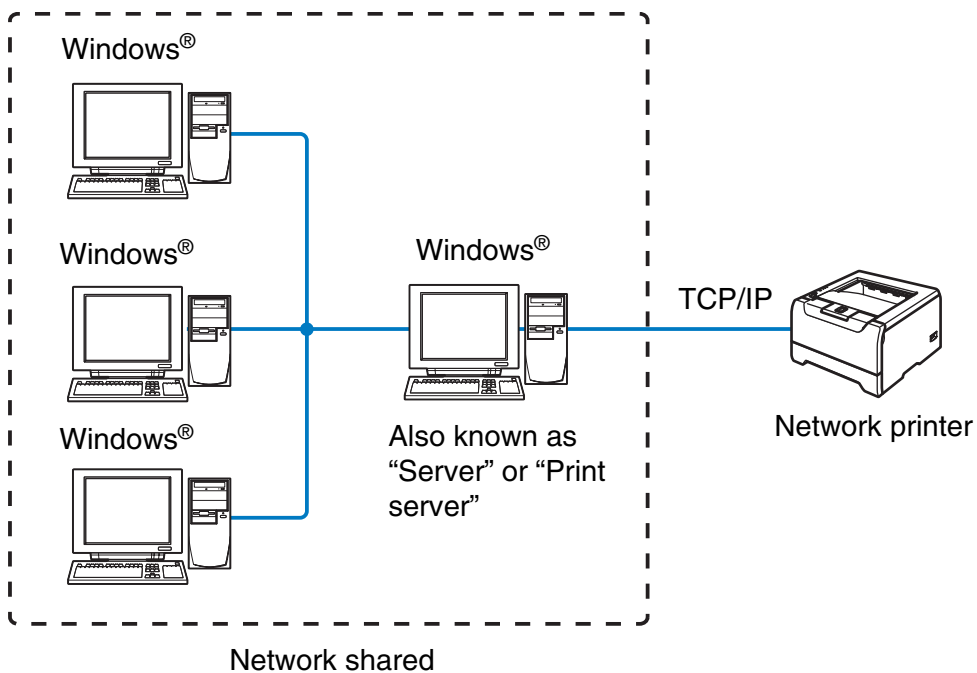 Windows®
Windows®
Windows®
TCP/IP
Network printer
Windows®
Also known as
“Server” or “Print
server”
Network shared